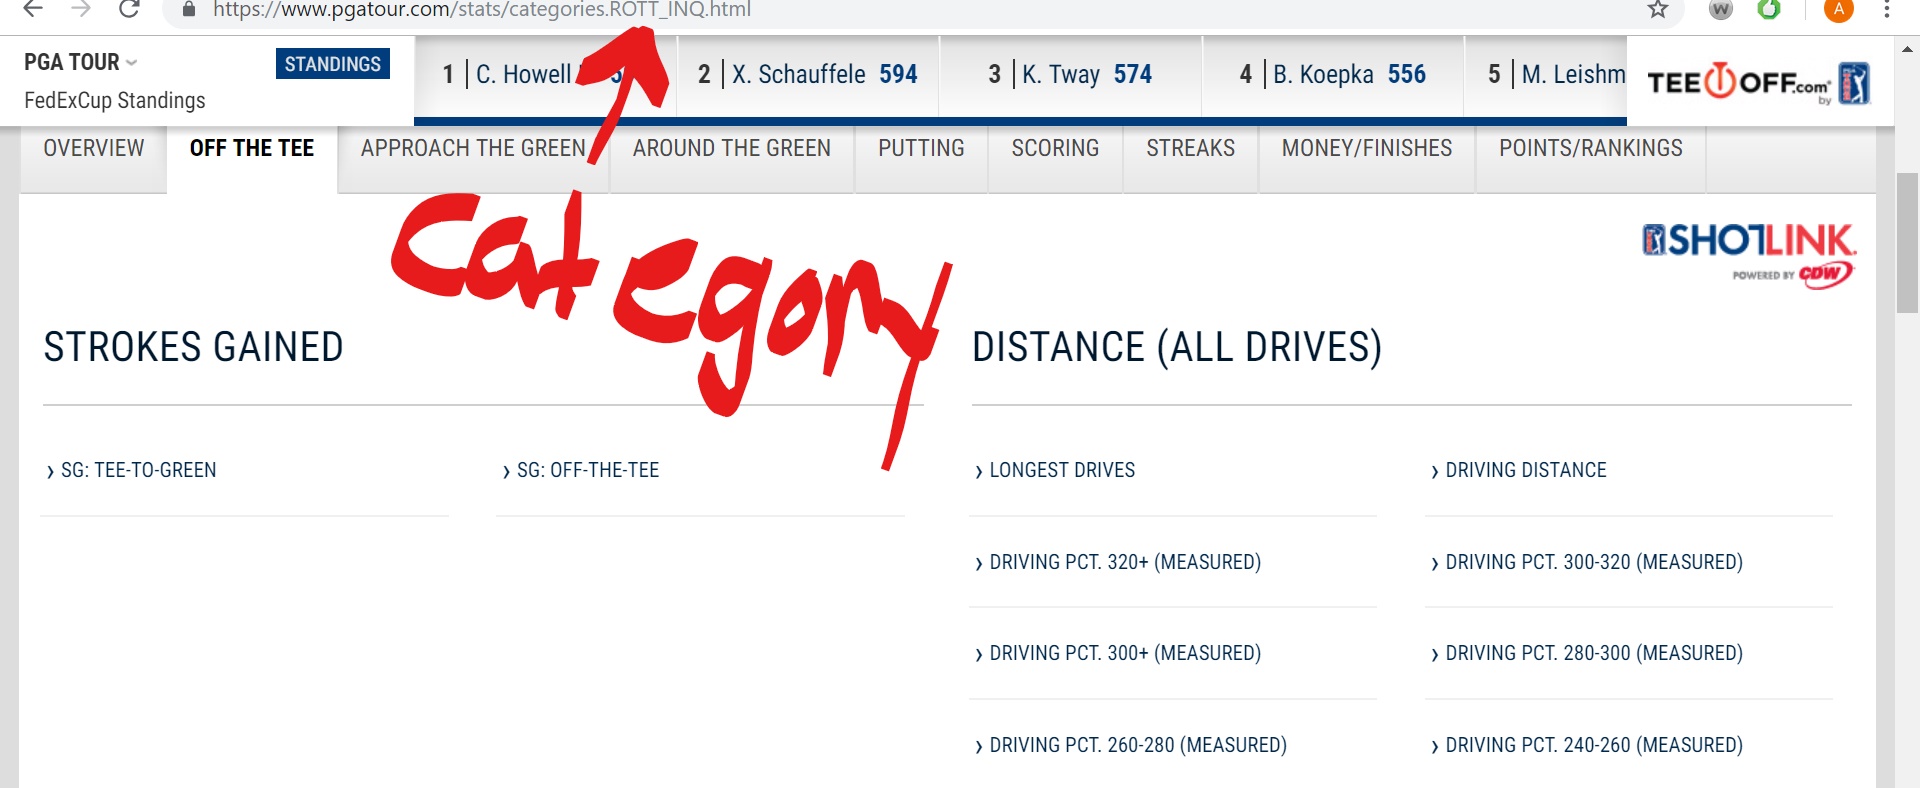 https://www.pgatour.com/stats/categories.ROTT_INQ.html
W A
PGA TOUR STANDINGS
FedExCup Standings
1 C. Howell 2 X. Schauffele 594 3 K. Tway 574 4 B. Koepka 556 5 M. Leishm
TEE OFF.com by
OVERVIEW OFF THE TEE APPROACH THE GREEN AROUND THE GREEN PUTTING SCORING STREAKS MONEY/FINISHES POINTS/RANKINGS
category
SHOTLINK
POWERED BY CDW
STROKES GAINED DISTANCE (ALL DRIVES)
› SG: TEE-TO-GREEN › SG: OFF-THE-TEE › LONGEST DRIVES › DRIVING DISTANCE
› DRIVING PCT. 320+ (MEASURED) › DRIVING PCT. 300-320 (MEASURED)
› DRIVING PCT. 300+ (MEASURED) › DRIVING PCT. 280-300 (MEASURED)
› DRIVING PCT. 260-280 (MEASURED) › DRIVING PCT. 240-260 (MEASURED)